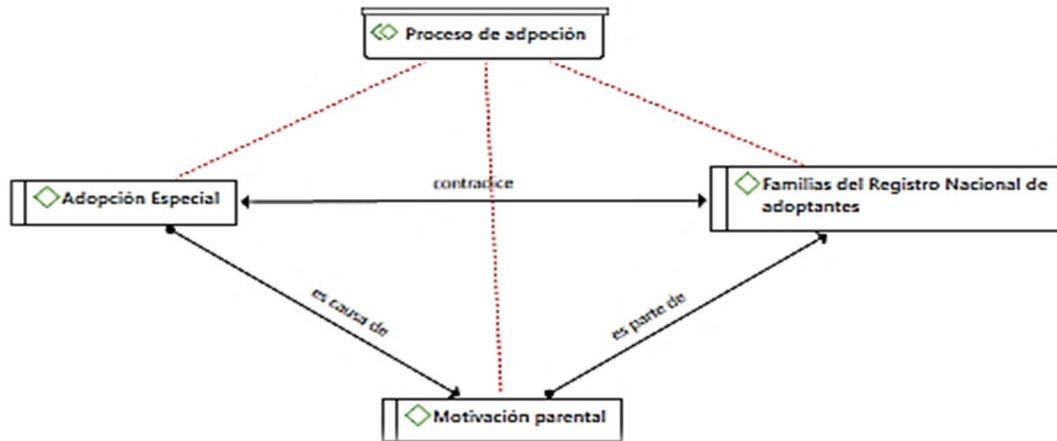 Proceso de adpoción
contradice
Adopción Especial
Familias del Registro Nacional de
adoptantes
es causa de
es parte de
Motivación parental